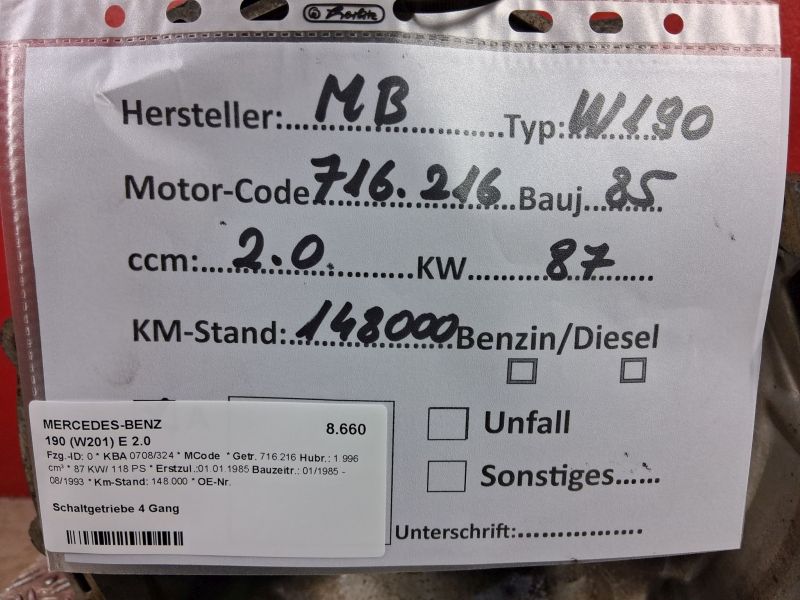 Berlitz
Hersteller:......MB..................Typ:W190
Motor-Code 716.216 Bauj...85
ccm:......2.0...............KW.........87....
KM-Stand:.148000 Benzin/Diesel
Unfall
Sonstiges......
Unterschrift:................
MERCEDES-BENZ 8.660
190 (W201) E 2.0
Fzg.-ID: 0 * KBA 0708/324 * MCode * Getr. 716.216 Hubr.: 1.996
cm³ * 87 KW/ 118 PS * Erstzul.:01.01.1985 Bauzeitr.: 01/1985 -
08/1993 * Km-Stand: 148.000 * OE-Nr.
Schaltgetriebe 4 Gang